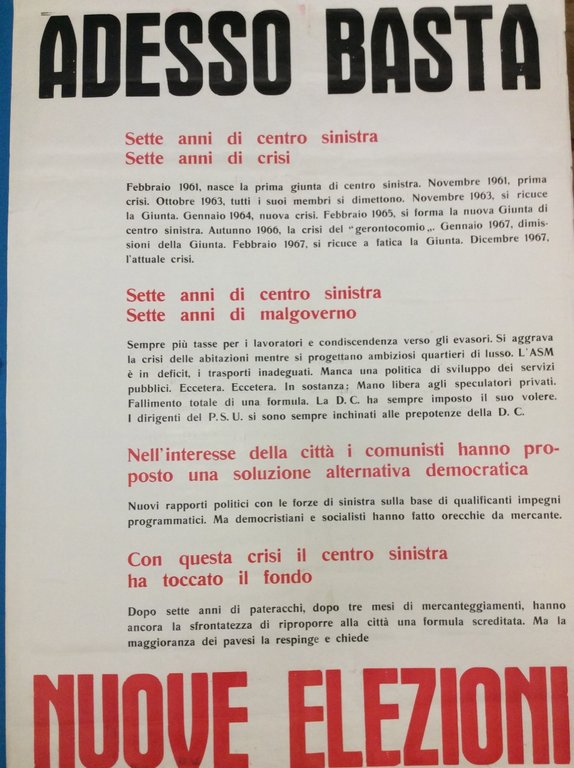 ADESSO BASTA
Sette anni di centro sinistra
Sette anni di crisi
Febbraio 1961, nasce la prima giunta di centro sinistra. Novembre 1961, prima
crisi. Ottobre 1963, tutti i suoi membri si dimettono. Novembre 1963, si ricuce
la Giunta. Gennaio 1964, nuova crisi. Febbraio 1965, si forma la nuova Giunta di
centro sinistra. Autunno 1966, la crisi del "gerontocomio„. Gennaio 1967, dimis-
sioni della Giunta. Febbraio 1967, si ricuce a fatica la Giunta. Dicembre 1967,
l'attuale crisi.
Sette anni di centro sinistra
Sette anni di malgoverno
Sempre più tasse per i lavoratori e condiscendenza verso gli evasori. Si aggrava
la crisi delle abitazioni mentre si progettano ambiziosi quartieri di lusso. L'ASM
è in deficit, i trasporti inadeguati. Manca una politica di sviluppo dei servizi
pubblici. Eccetera. Eccetera. In sostanza: Mano libera agli speculatori privati.
Fallimento totale di una formula. La D. C. ha sempre imposto il suo volere.
I dirigenti del P. S. U. si sono sempre inchinati alle prepotenze della D. C.
Nell'interesse della città i comunisti hanno pro-
posto una soluzione alternativa democratica
Nuovi rapporti politici con le forze di sinistra sulla base di qualificanti impegni
programmatici. Ma democristiani e socialisti hanno fatto orecchie da mercante.
Con questa crisi il centro sinistra
ha toccato il fondo
Dopo sette anni di pateracchi, dopo tre mesi di mercanteggiamenti, hanno
ancora la sfrontatezza di riproporre alla città una formula screditata. Ma la
maggioranza dei pavesi la respinge e chiede
NUOVE ELEZIONI